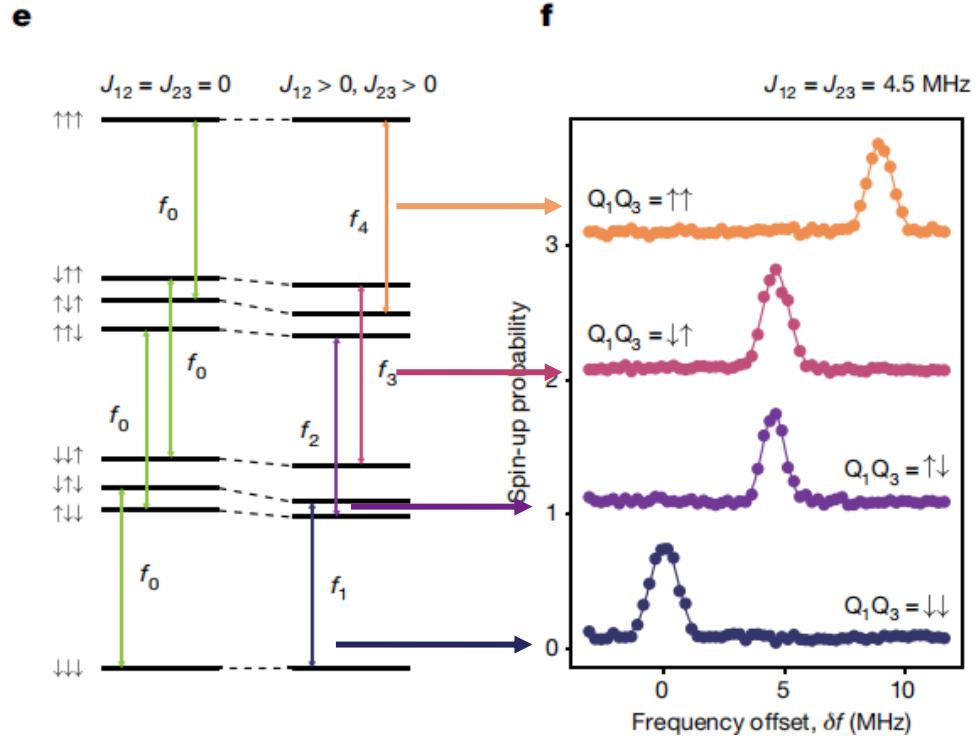 e
J₁₂ = J₂₃ = 0
J₁₂ > 0, J₂₃ > 0
↑↑↑
f₀
f₄
↓↑↑
↑↓↑
↑↑↓
f₀
f₃
f₀
f₂
↓↓↑
↓↑↓
↑↓↓
f₀
f₁
↓↓↓
f
J₁₂ = J₂₃ = 4.5 MHz
Q₁Q₃ = ↑↑
3
Q₁Q₃ = ↓↑
2
Spin-up probability
Q₁Q₃ = ↑↓
1
Q₁Q₃ = ↓↓
0
0 5 10
Frequency offset, δf (MHz)